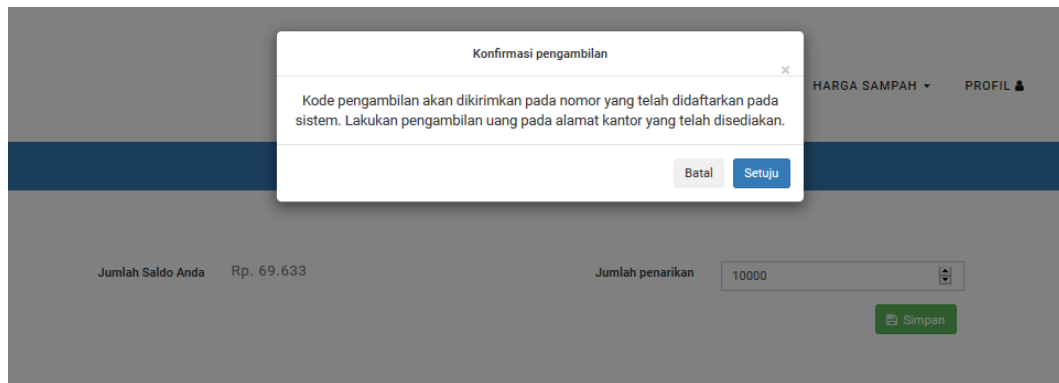 Konfirmasi pengambilan
×
HARGA SAMPAH
PROFIL
Kode pengambilan akan dikirimkan pada nomor yang telah didaftarkan pada
sistem. Lakukan pengambilan uang pada alamat kantor yang telah disediakan.
Batal
Setuju
Jumlah Saldo Anda
Rp. 69.633
Jumlah penarikan
10000
Simpan